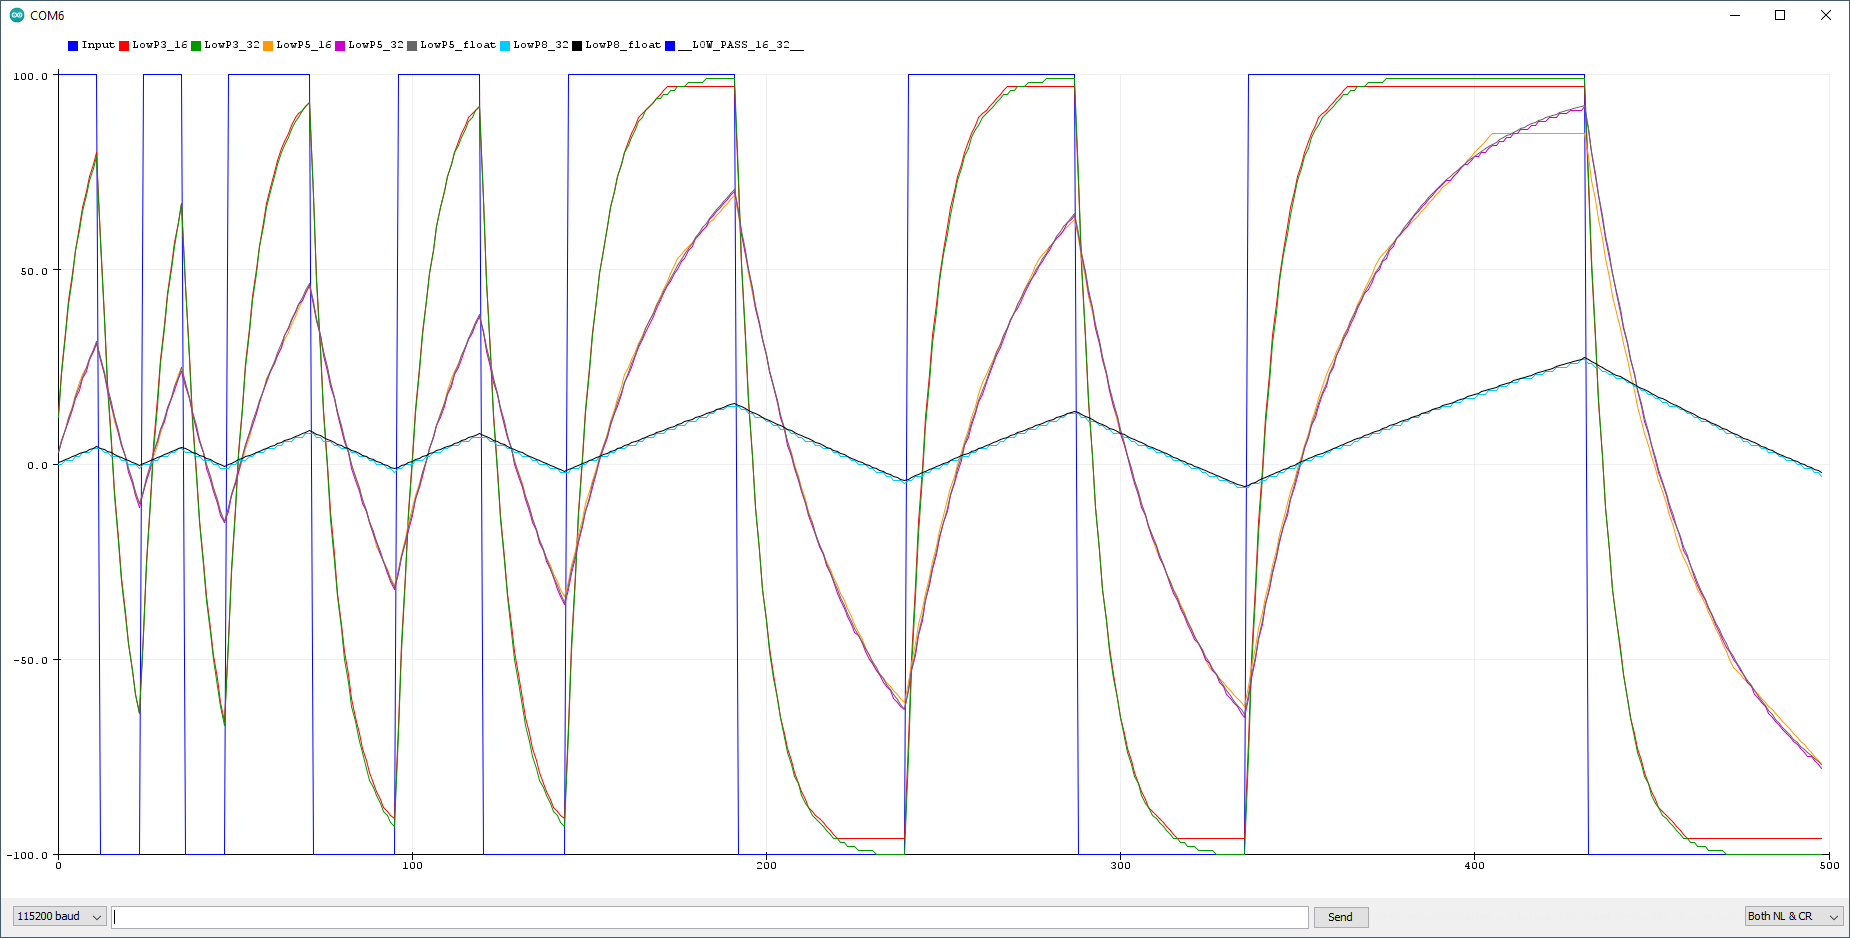 COM6
Input LowP3_16 LowP3_32 LowP5_16 LowP5_32 LowP5_float LowP8_32 LowP8_float __LOW_PASS_16_32__
100.0
50.0
0.0
-50.0
-100.0
0 100 200 300 400 500
115200 baud Send Both NL & CR